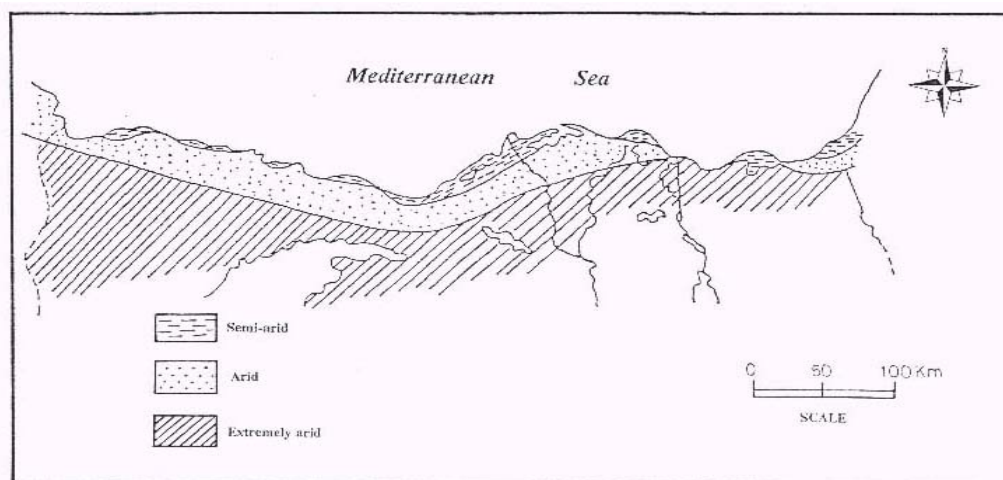 N
Mediterranean Sea
Semi-arid
Arid
Extremely arid
0 50 100 Km
SCALE